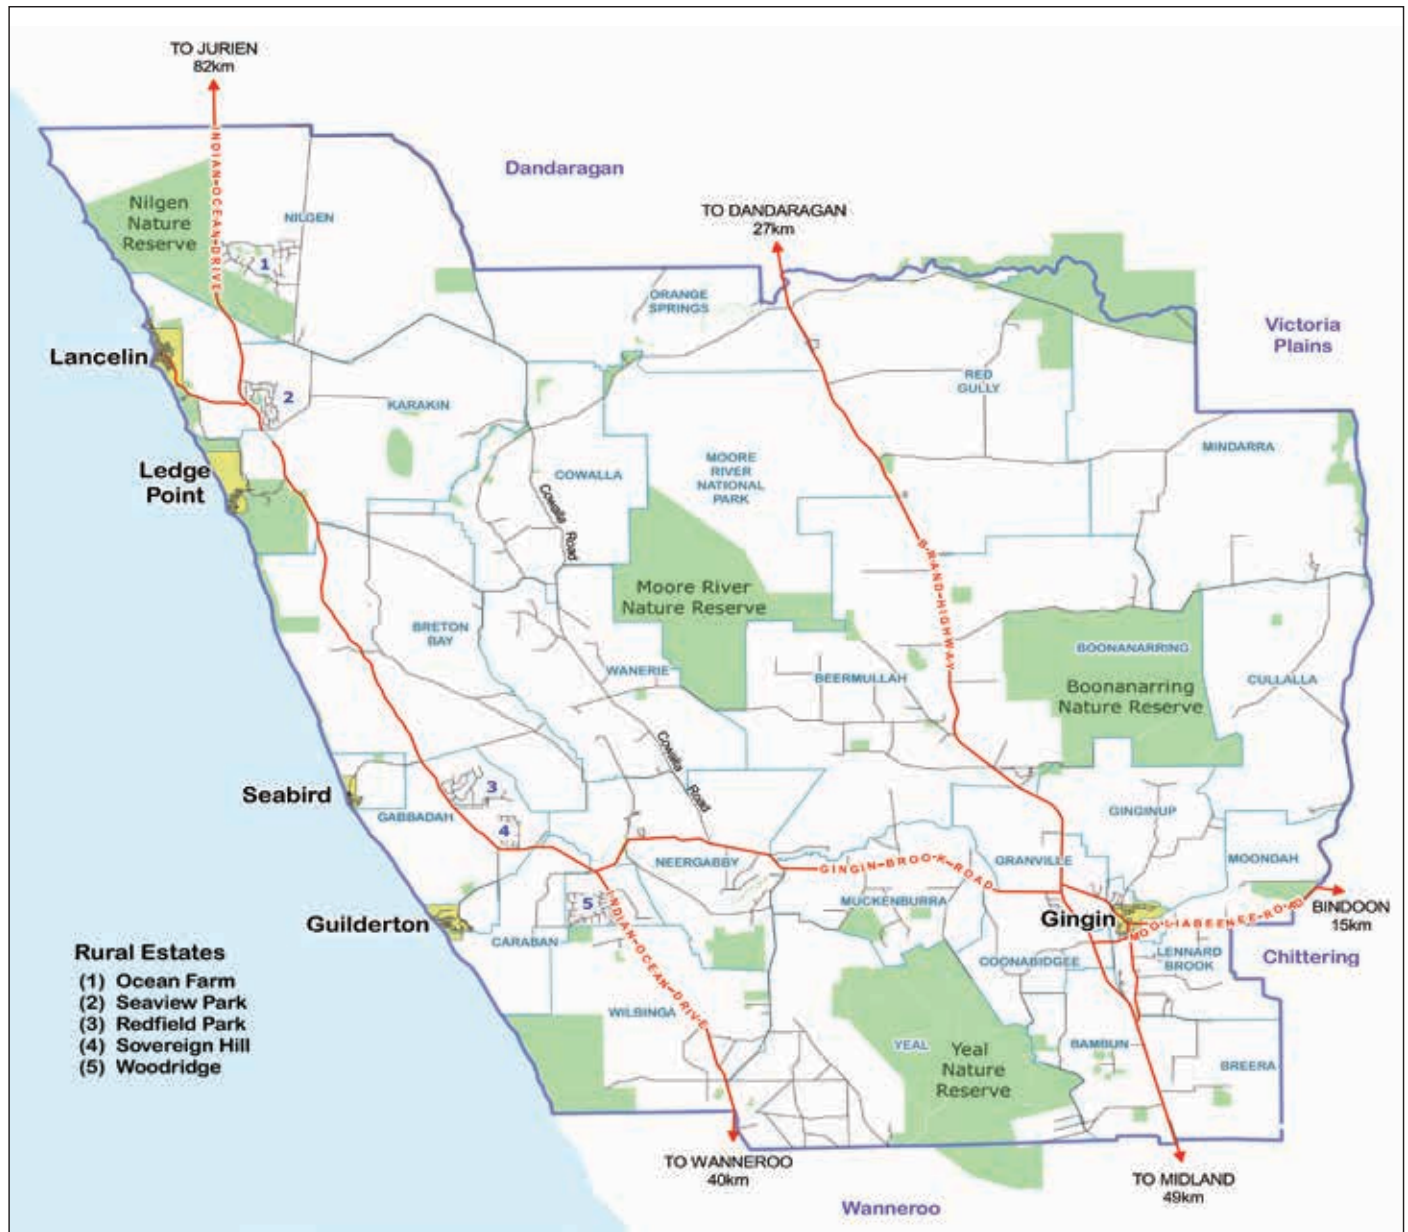 TO JURIEN
82km
Dandaragan
INDIAN OCEAN DRIVE
Nilgen
Nature
Reserve
NILGEN
1
TO DANDARAGAN
27km
ORANGE
SPRINGS
Victoria
Plains
Lancelin
2
KARAKIN
RED
GULLY
MINDARRA
Ledge
Point
COWALLA
MOORE
RIVER
NATIONAL
PARK
Cowalla Road
BRAND HIGHWAY
Moore River
Nature Reserve
BRETON
BAY
WANERIE
BEERMULLAH
BOONANARRING
Boonanarring
Nature Reserve
CULLALLA
Cowalla Road
Seabird
3
GABBADAH
4
GINGINUP
NEERGABBY
GINGIN BROOK ROAD
GRANVILLE
MOONDAH
Guilderton
5
MUCKENBURRA
Gingin
MOOLIABEENEE ROAD
BINDOON
15km
CARABAN
INDIAN OCEAN DRIVE
COONABIDGEE
LENNARD
BROOK
Chittering
Rural Estates
(1) Ocean Farm
(2) Seaview Park
(3) Redfield Park
(4) Sovereign Hill
(5) Woodridge
WILBINGA
YEAL
Yeal
Nature
Reserve
BAMBUN
BREERA
TO WANNEROO
40km
TO MIDLAND
49km
Wanneroo